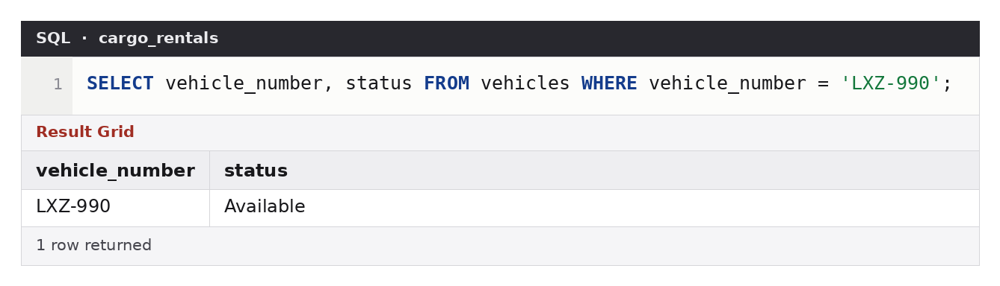 SQL · cargo_rentals
1 SELECT vehicle_number, status FROM vehicles WHERE vehicle_number = 'LXZ-990';
Result Grid
vehicle_number status
LXZ-990 Available
1 row returned